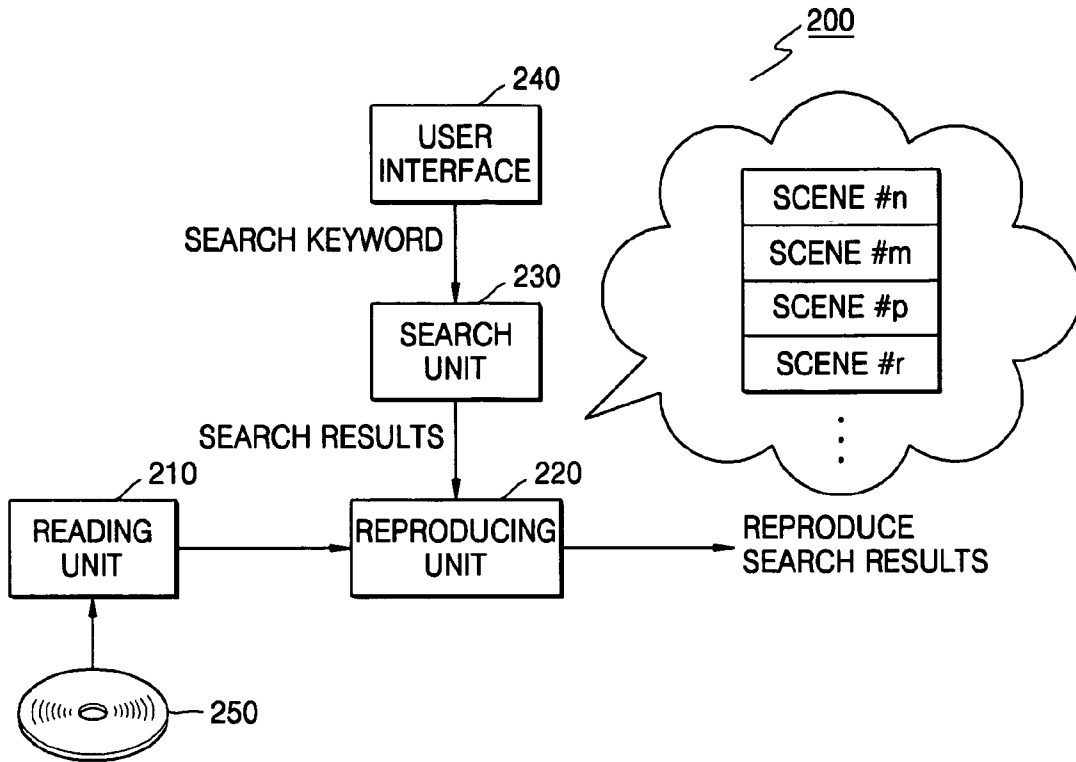 200
240
USER
INTERFACE
SCENE #n
SCENE #m
SCENE #p
SCENE #r
SEARCH KEYWORD
230
SEARCH
UNIT
SEARCH RESULTS
210
READING
UNIT
220
REPRODUCING
UNIT
REPRODUCE
SEARCH RESULTS
250